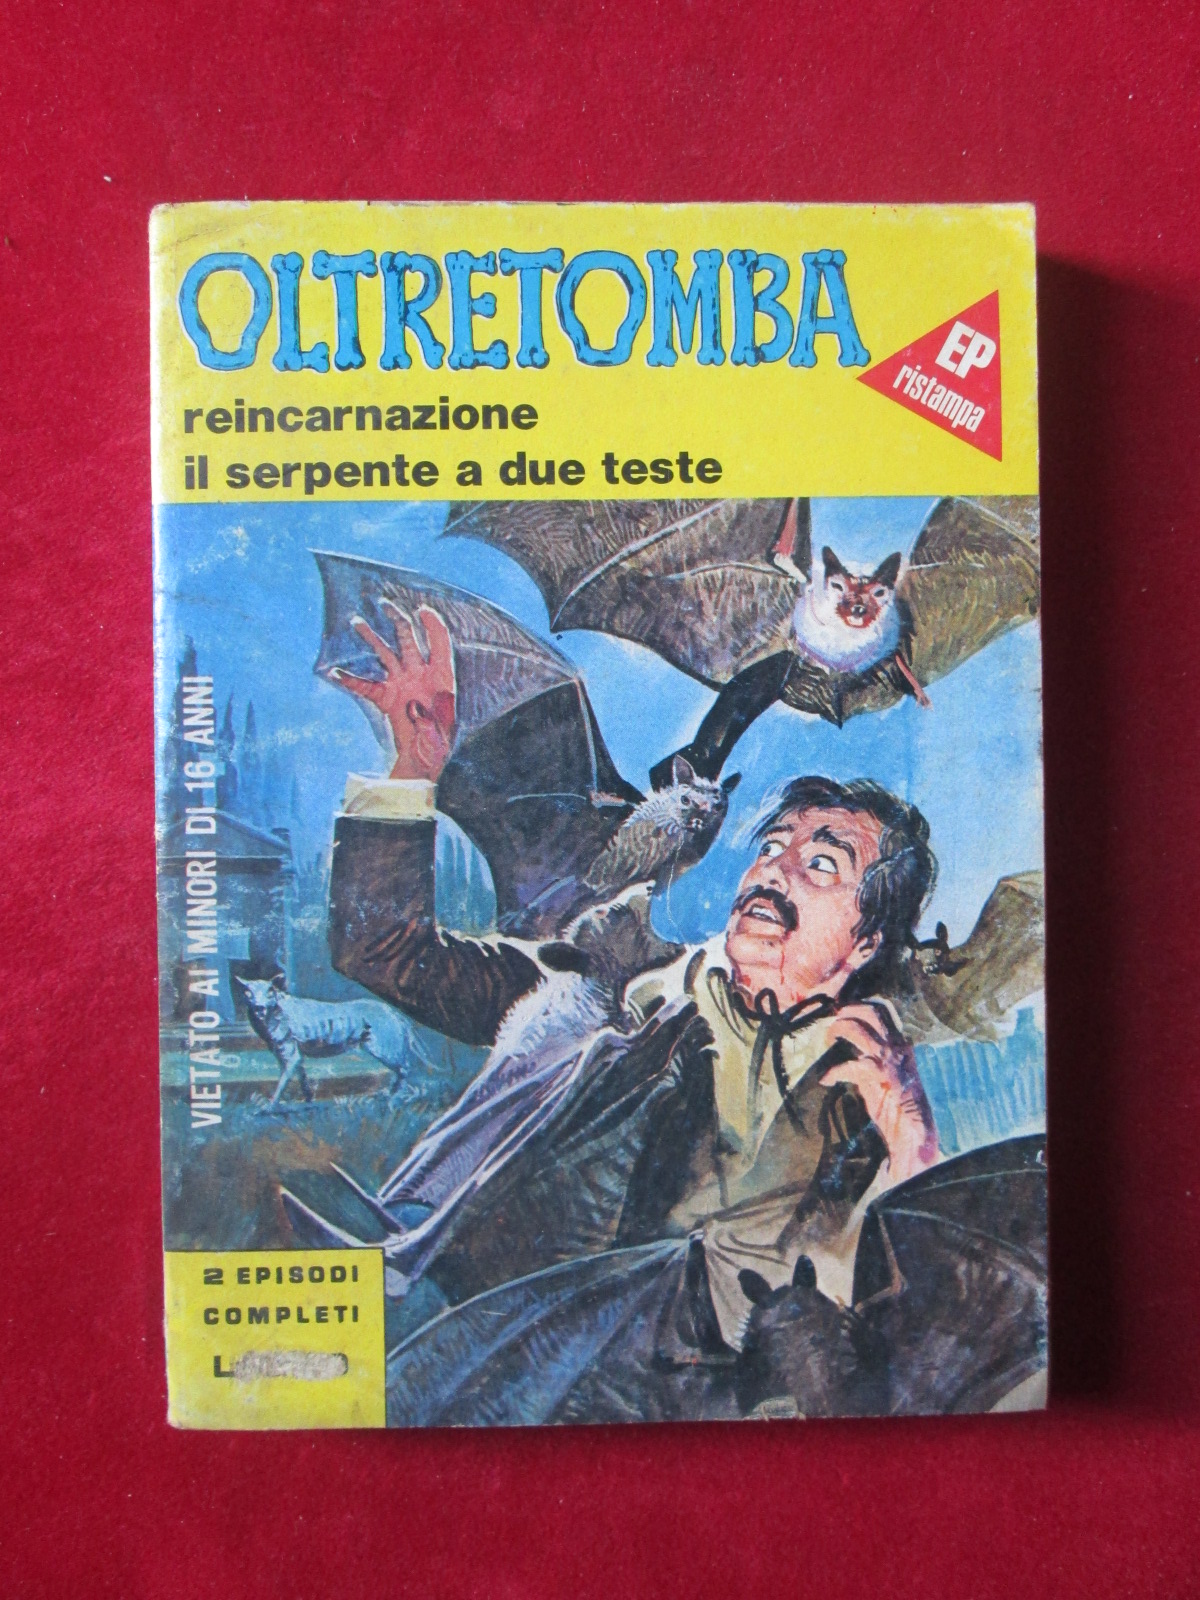 OLTRETOMBA
EP
ristampa
reincarnazione
il serpente a due teste
VIETATO AI MINORI DI 16 ANNI
2 EPISODI
COMPLETI
L.